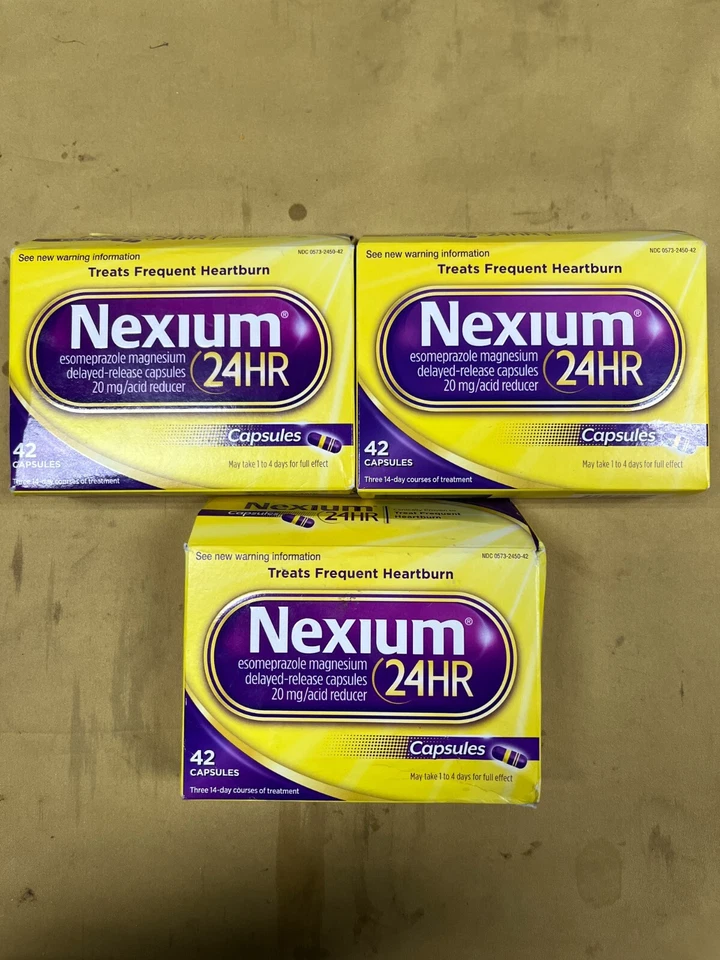 24HR
See new warning information
NDC 0573-2450-42
Treats Frequent Heartburn
Nexium®
esomeprazole magnesium
delayed-release capsules
20 mg/acid reducer
24HR
Capsules
42
CAPSULES
May take 1 to 4 days for full effect
Three 14-day courses of treatment
24HR
See new warning information
NDC 0573-2450-42
Treats Frequent Heartburn
Nexium®
esomeprazole magnesium
delayed-release capsules
20 mg/acid reducer
24HR
Capsules
42
CAPSULES
May take 1 to 4 days for full effect
Three 14-day courses of treatment
Nexium
Capsules
24HR
Treat Frequent
Heartburn
See new warning information
NDC 0573-2450-42
Treats Frequent Heartburn
Nexium®
esomeprazole magnesium
delayed-release capsules
20 mg/acid reducer
24HR
Capsules
42
CAPSULES
May take 1 to 4 days for full effect
Three 14-day courses of treatment